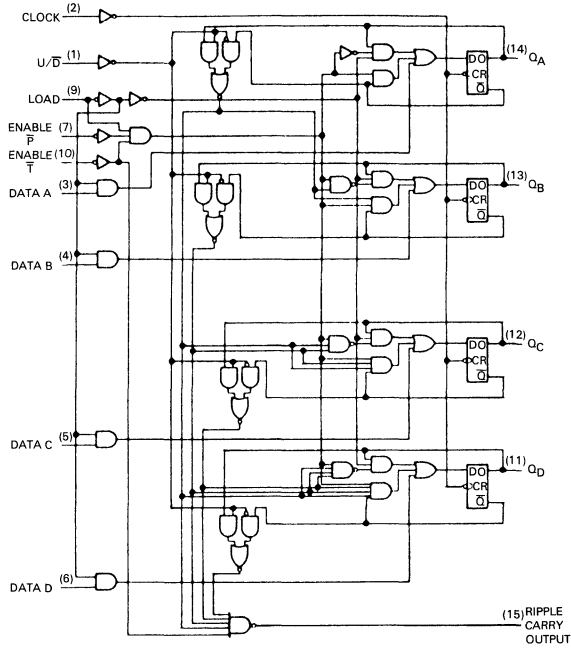 CLOCK (2)
U/D̅ (1)
LOAD (9)
ENABLE P̅ (7)
ENABLE T̅ (10)
DATA A (3)
DATA B (4)
DATA C (5)
DATA D (6)
DO
CR
Q̅
(14) QA
DO
CR
Q̅
(13) QB
DO
CR
Q̅
(12) QC
DO
CR
Q̅
(11) QD
(15) RIPPLE
CARRY
OUTPUT